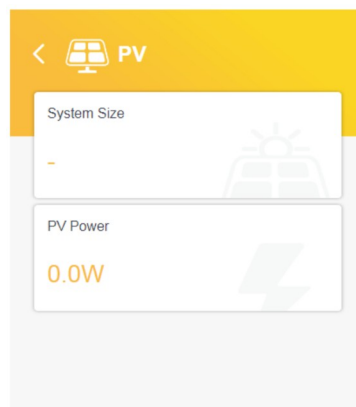 PV
System Size
-
PV Power
0.0W